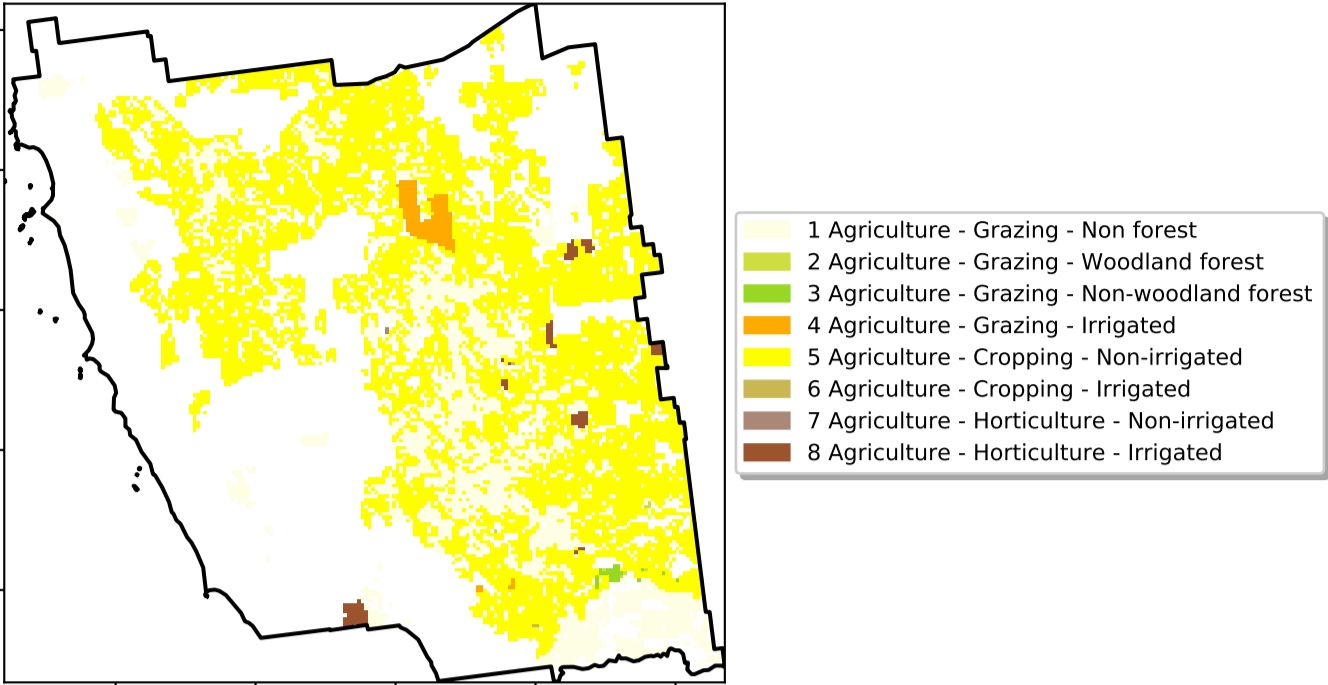 1 Agriculture - Grazing - Non forest
2 Agriculture - Grazing - Woodland forest
3 Agriculture - Grazing - Non-woodland forest
4 Agriculture - Grazing - Irrigated
5 Agriculture - Cropping - Non-irrigated
6 Agriculture - Cropping - Irrigated
7 Agriculture - Horticulture - Non-irrigated
8 Agriculture - Horticulture - Irrigated